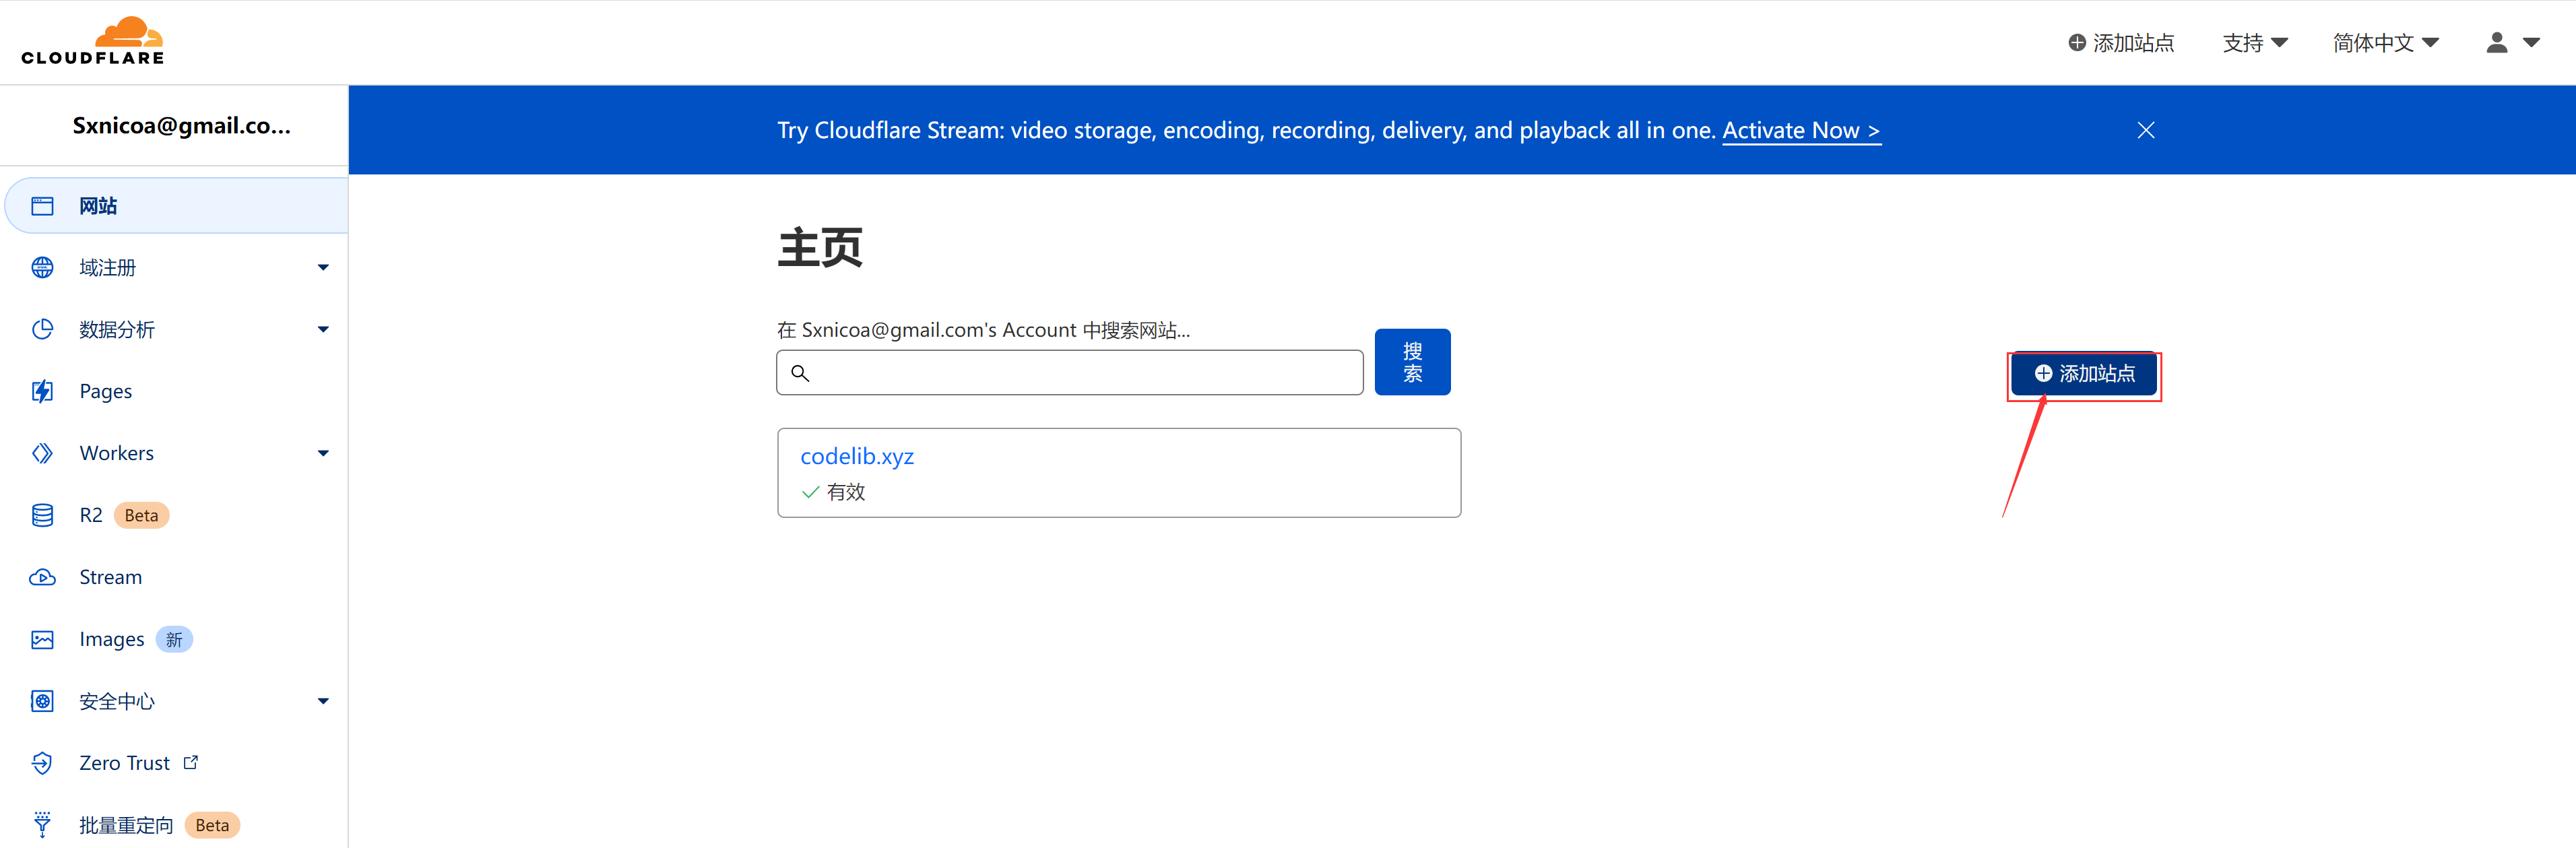 CLOUDFLARE
添加站点
支持
简体中文
Sxnicoa@gmail.co...
Try Cloudflare Stream: video storage, encoding, recording, delivery, and playback all in one. Activate Now >
网站
域注册
数据分析
Pages
Workers
R2 Beta
Stream
Images 新
安全中心
Zero Trust
批量重定向 Beta
主页
在 Sxnicoa@gmail.com's Account 中搜索网站...
搜
索
添加站点
codelib.xyz
有效